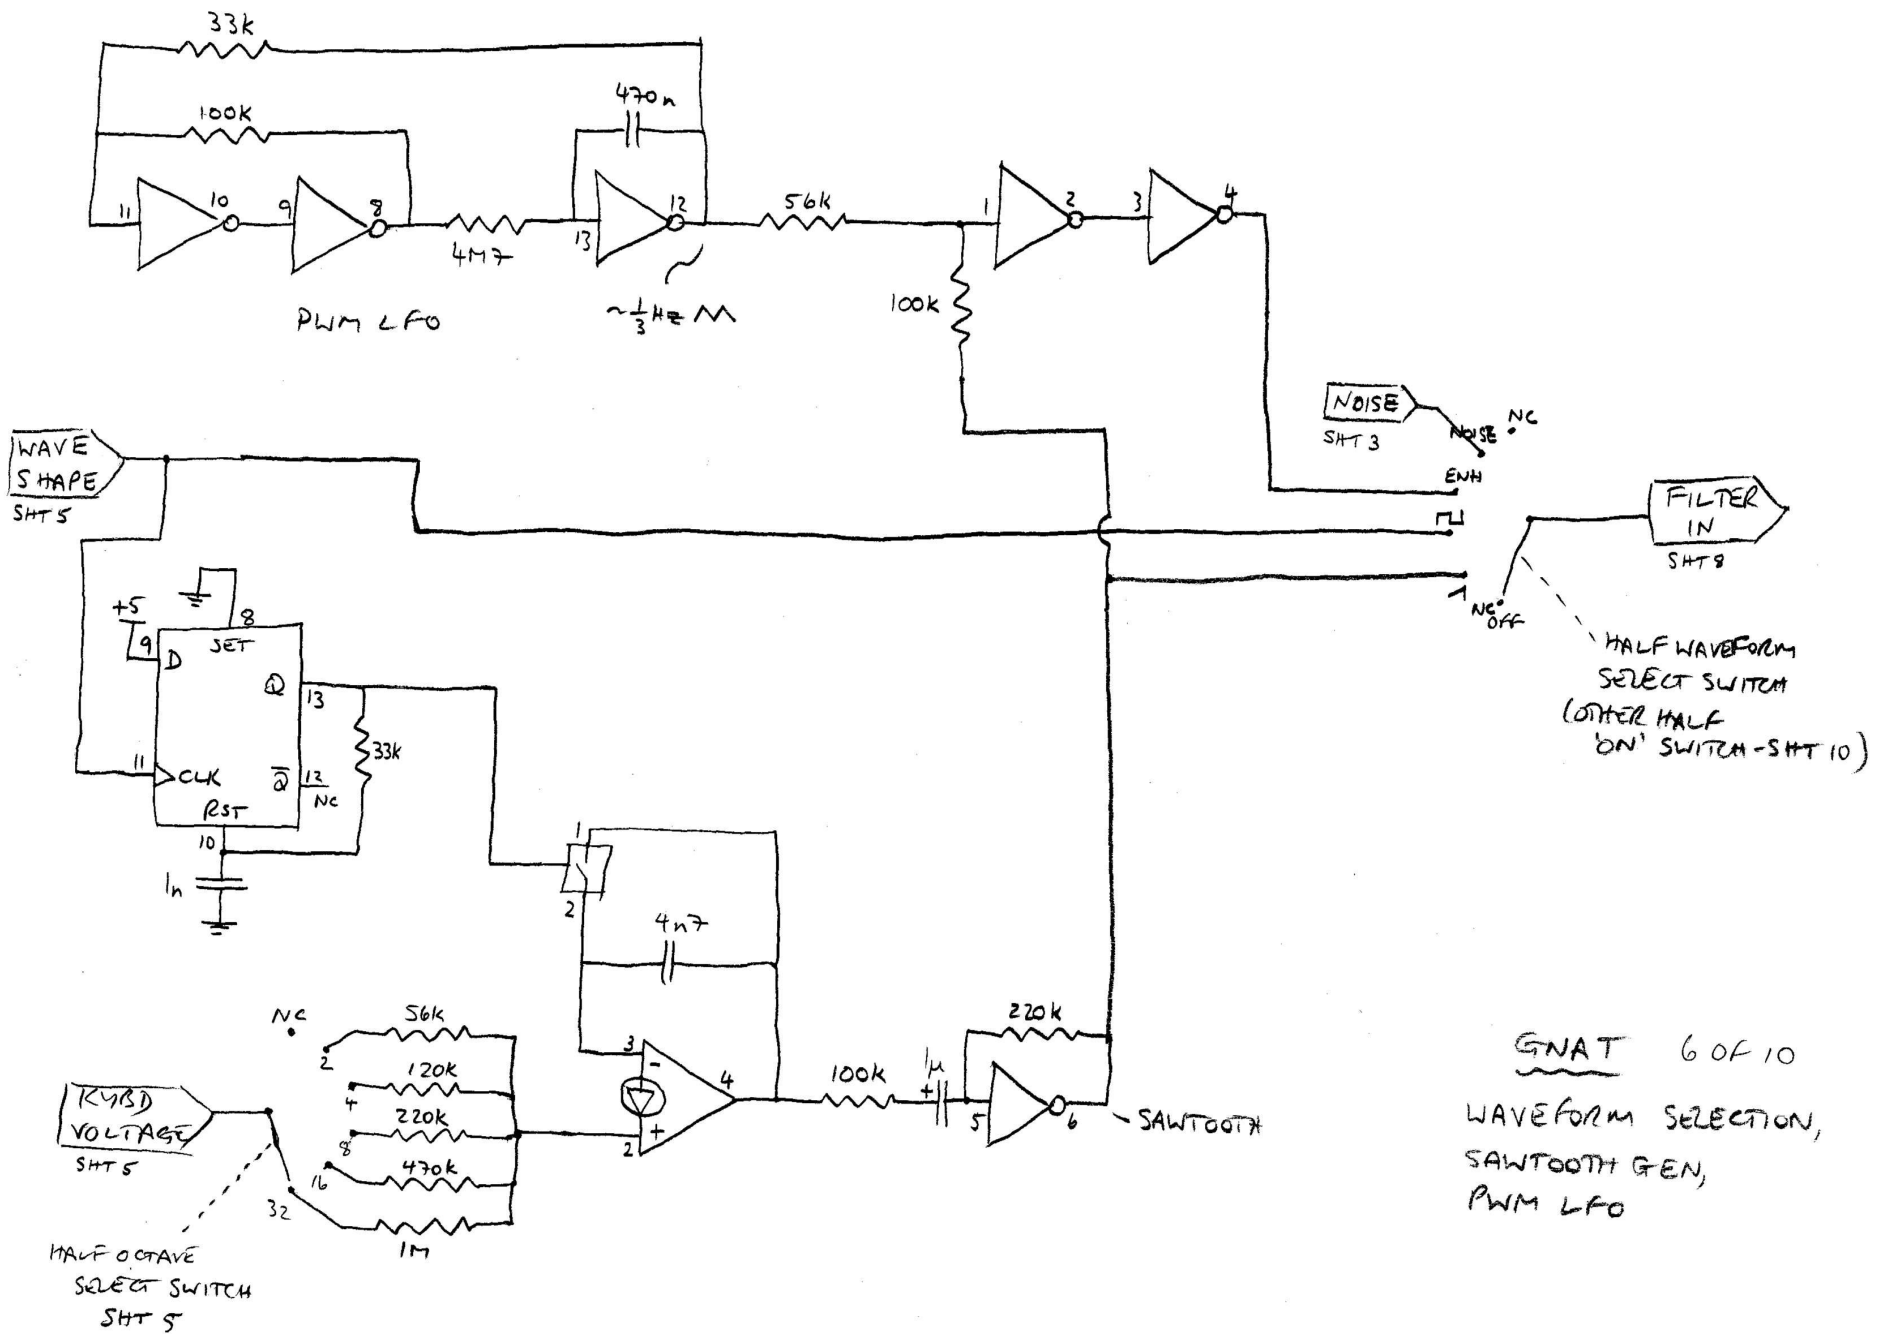 33K
100K
470n
11
10
9
8
4M7
13
12
56K
1
2
3
4
100K
PWM LFO
~1/3 Hz
NOISE
SHT 3
NOISE
NC
ENH
WAVE
SHAPE
SHT 5
FILTER
IN
SHT 8
NC
OFF
HALF WAVEFORM
SELECT SWITCH
(OTHER HALF
'ON' SWITCH - SHT 10)
+5
9
D
8
SET
Q
13
33K
11
CLK
Q̅
12
NC
RST
10
1n
1
2
4n7
NC
2
56K
4
120K
8
220K
16
470K
32
1M
KYBD
VOLTAGE
SHT 5
HALF OCTAVE
SELECT SWITCH
SHT 5
3
-
+
2
4
100K
+
1μ
220K
5
6
SAWTOOTH
GNAT 6 OF 10
WAVEFORM SELECTION,
SAWTOOTH GEN,
PWM LFO